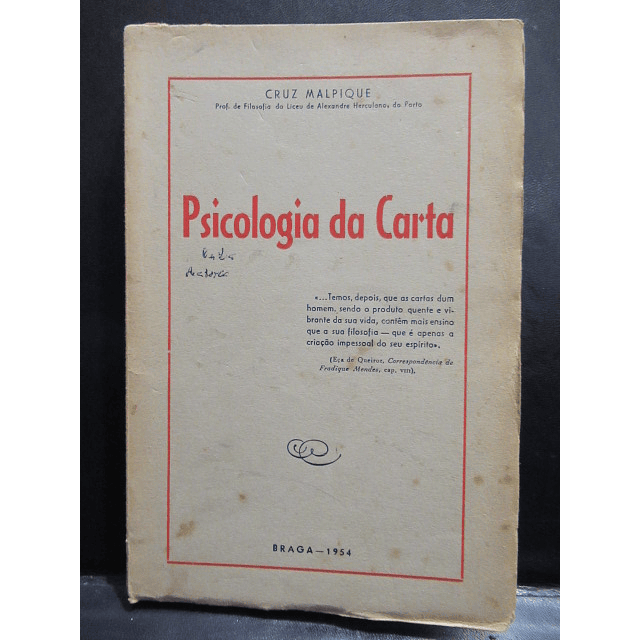 CRUZ MALPIQUE
Prof. de Filosofia do Liceu de Alexandre Herculano, do Porto
Psicologia da Carta
«...Temos, depois, que as cartas dum
homem, sendo o produto quente e vi-
brante da sua vida, contêm mais ensino
que a sua filosofia — que é apenas a
criação impessoal do seu espírito».
(Eça de Queiroz, Correspondência de
Fradique Mendes, cap. VIII).
BRAGA — 1954